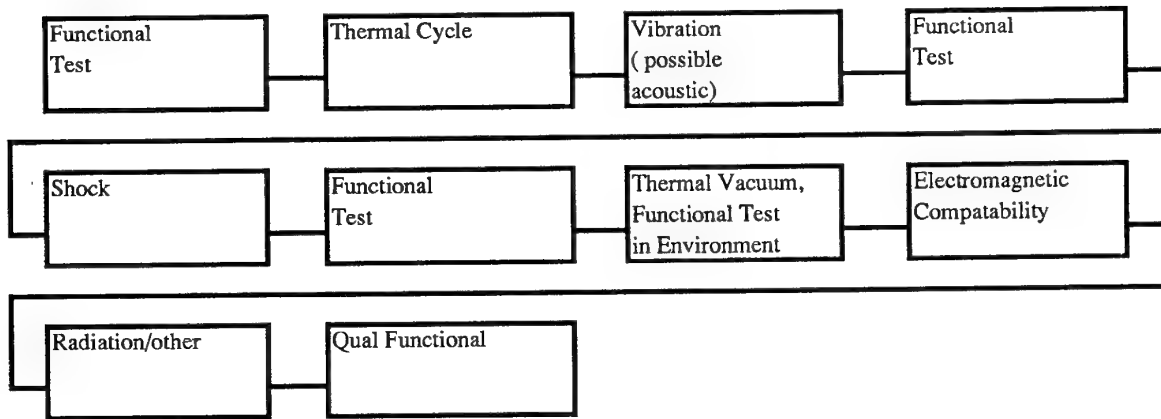 Functional
Test
Thermal Cycle
Vibration
( possible
acoustic)
Functional
Test
Shock
Functional
Test
Thermal Vacuum,
Functional Test
in Environment
Electromagnetic
Compatability
Radiation/other
Qual Functional